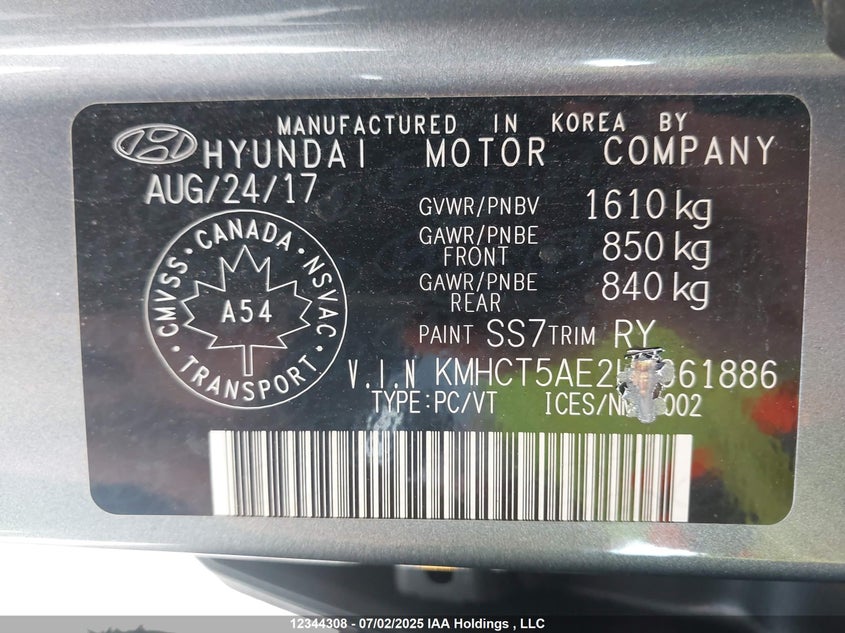 MANUFACTURED IN KOREA BY
HYUNDAI MOTOR COMPANY
AUG/24/17
GVWR/PNBV 1610 kg
GAWR/PNBE FRONT 850 kg
GAWR/PNBE REAR 840 kg
CANADA · NSVAC · TRANSPORT · CMVSS ·
A54
PAINT SS7 TRIM RY
V.I.N
TYPE:PC/VT
12344308 - 07/02/2025 IAA Holdings , LLC